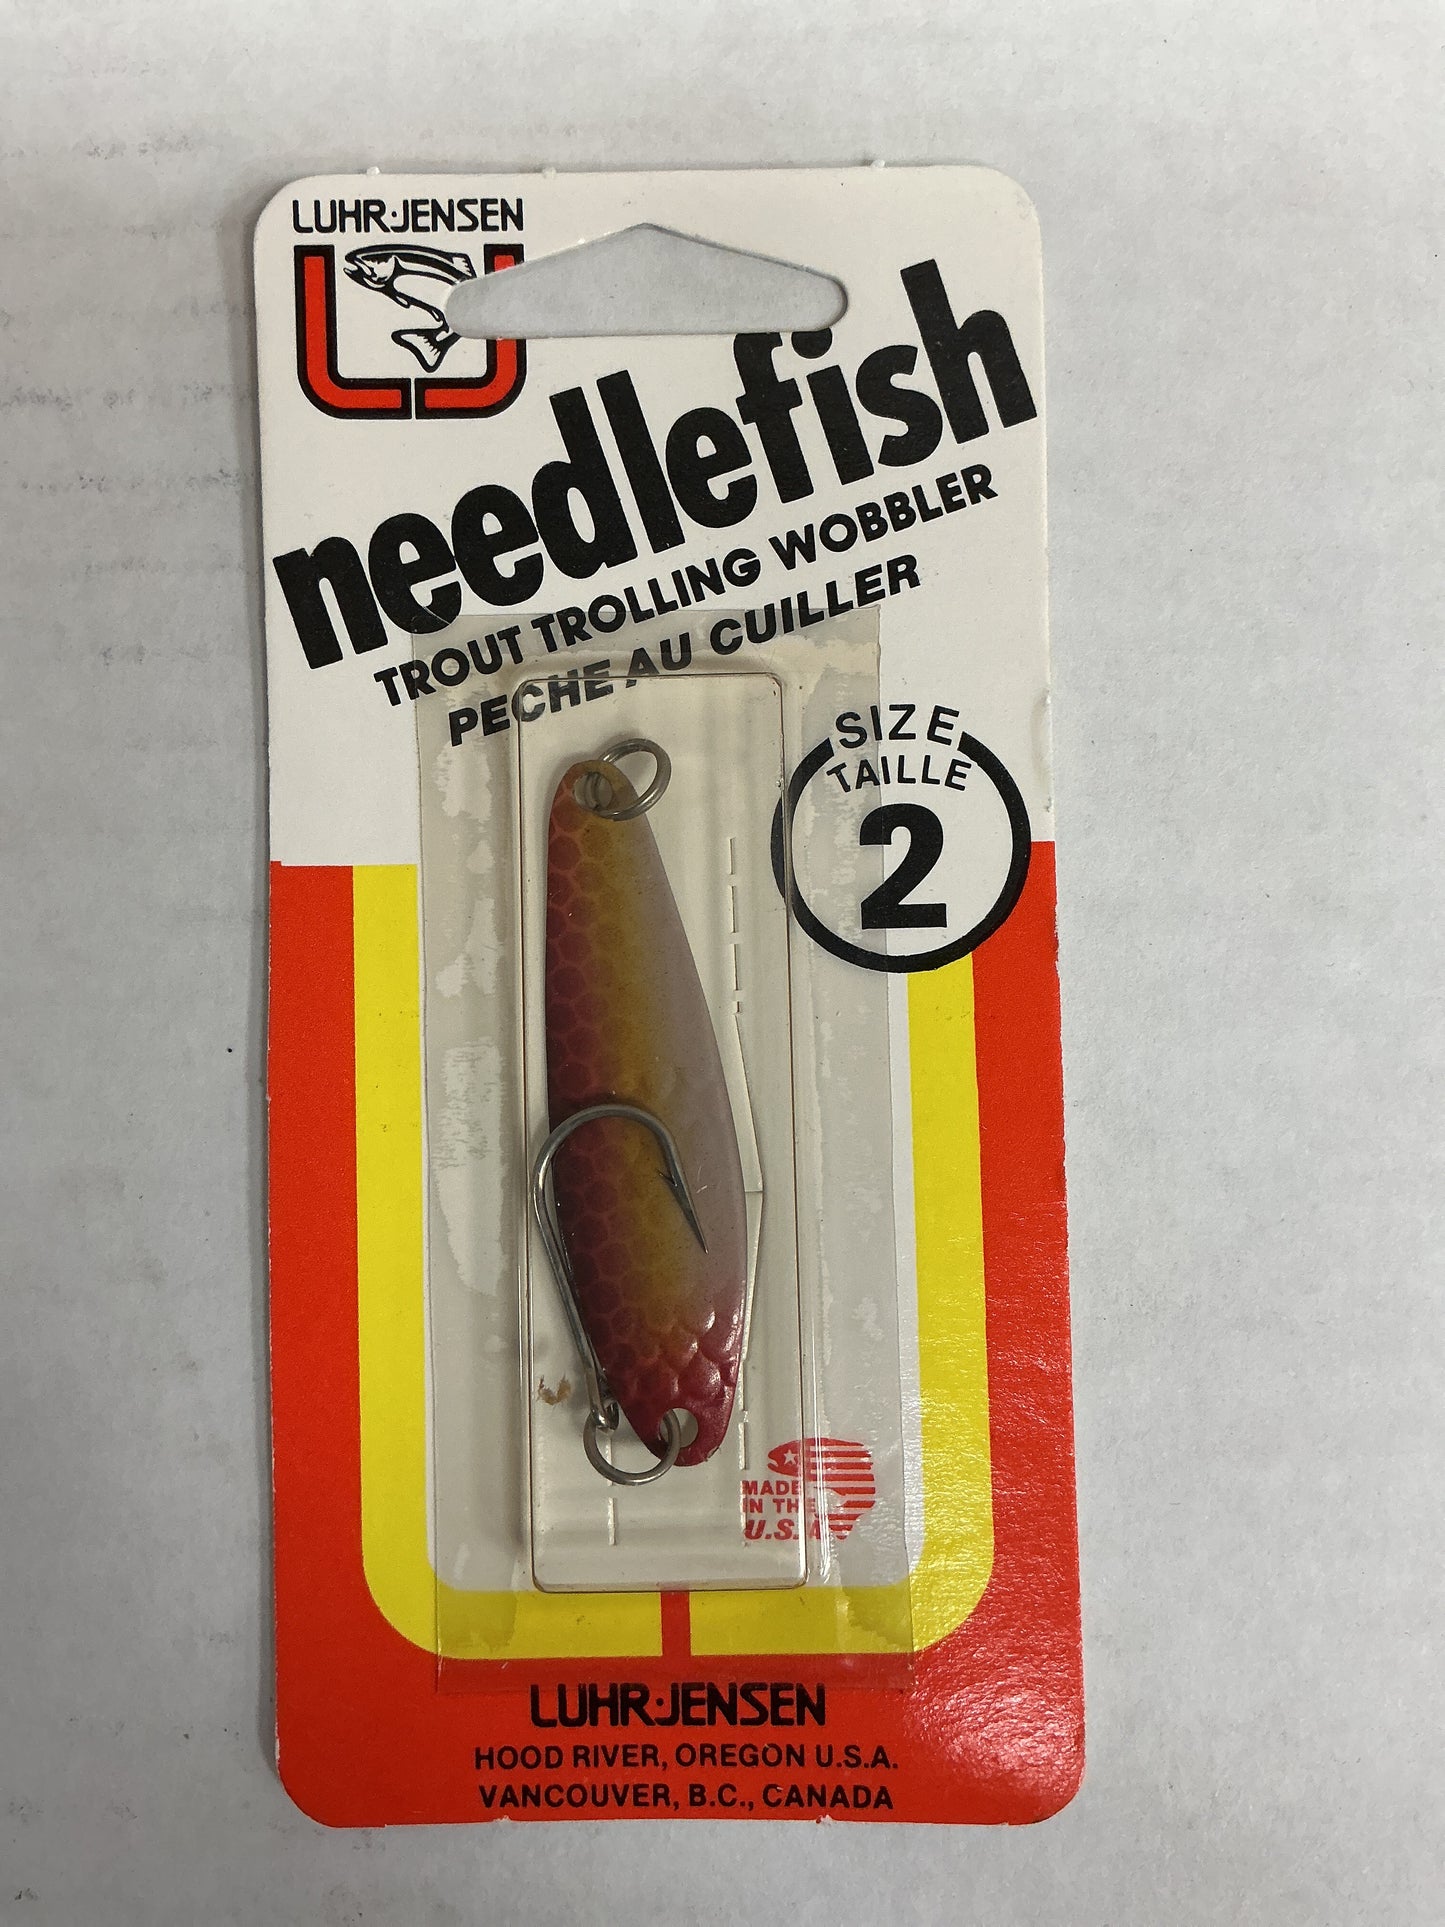 LUHR·JENSEN
needlefish
TROUT TROLLING WOBBLER
PECHE AU CUILLER
SIZE
TAILLE
2
MADE
IN THE
U.S.A
LUHR·JENSEN
HOOD RIVER, OREGON U.S.A.
VANCOUVER, B.C., CANADA